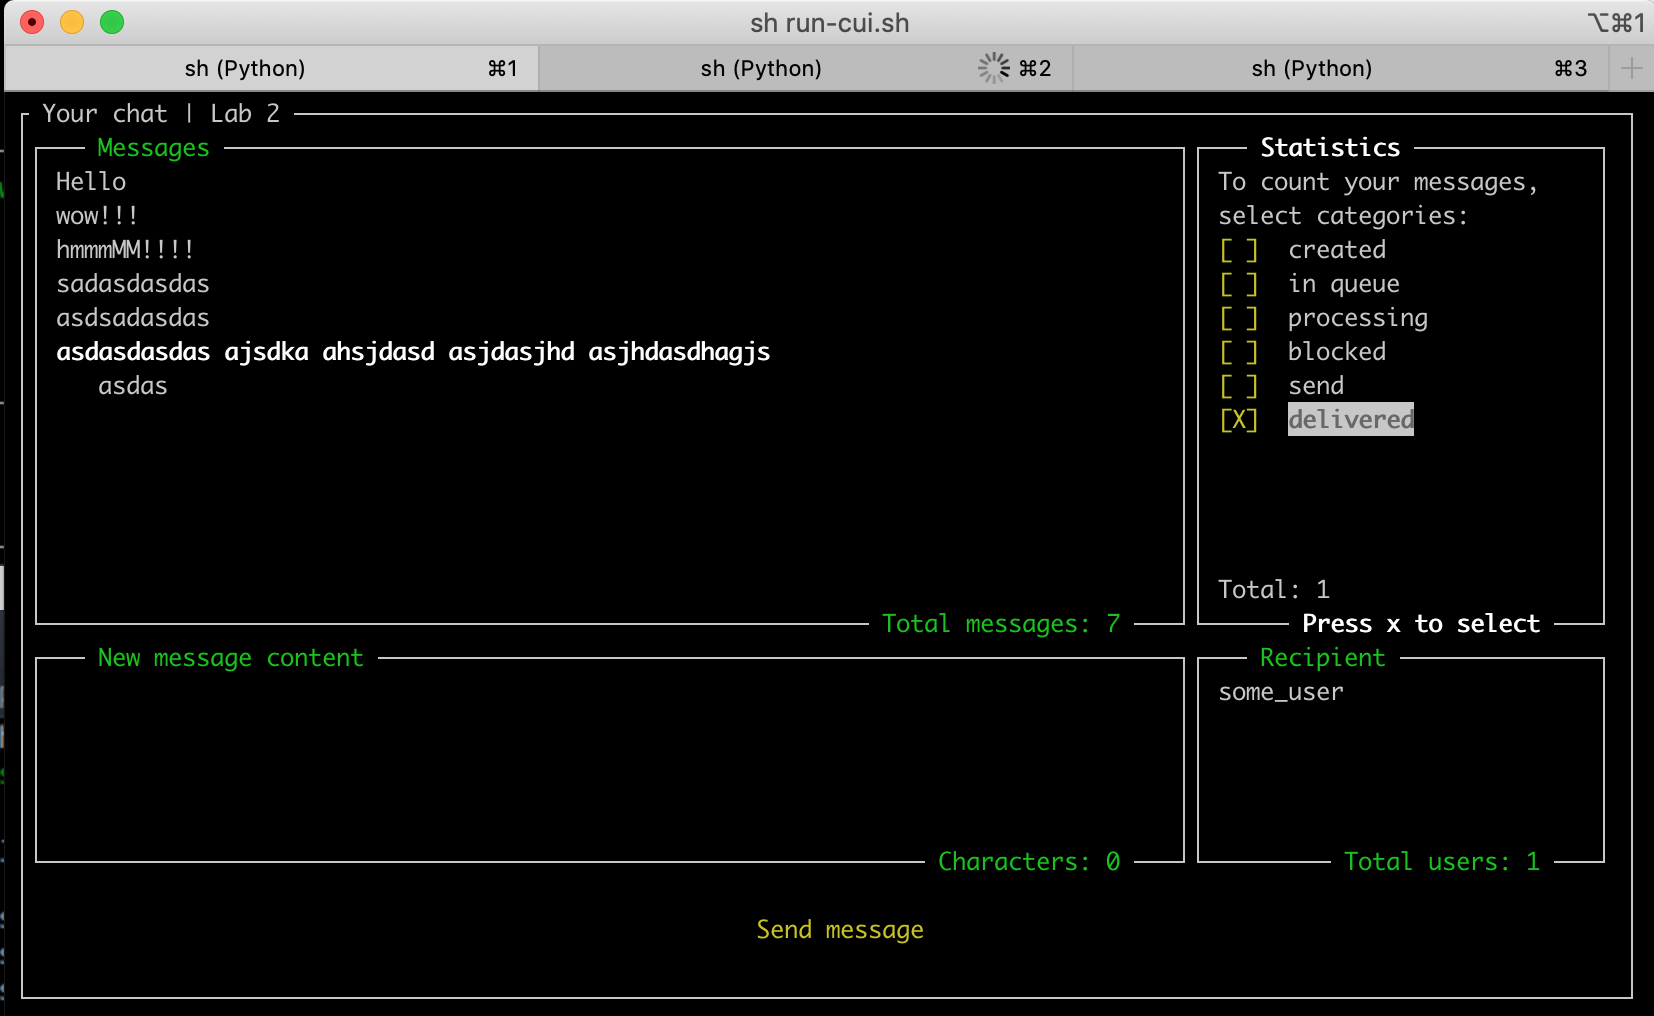 sh run-cui.sh
⌥⌘1
sh (Python) ⌘1
sh (Python) ⌘2
sh (Python) ⌘3
Your chat | Lab 2
Messages
Hello
wow!!!
hmmmMM!!!!
sadasdasdas
asdsadasdas
asdasdasdas ajsdka ahsjdasd asjdasjhd asjhdasdhagjs
asdas
Total messages: 7
Statistics
To count your messages,
select categories:
[ ] created
[ ] in queue
[ ] processing
[ ] blocked
[ ] send
[X] delivered
Total: 1
Press x to select
New message content
Characters: 0
Recipient
some_user
Total users: 1
Send message